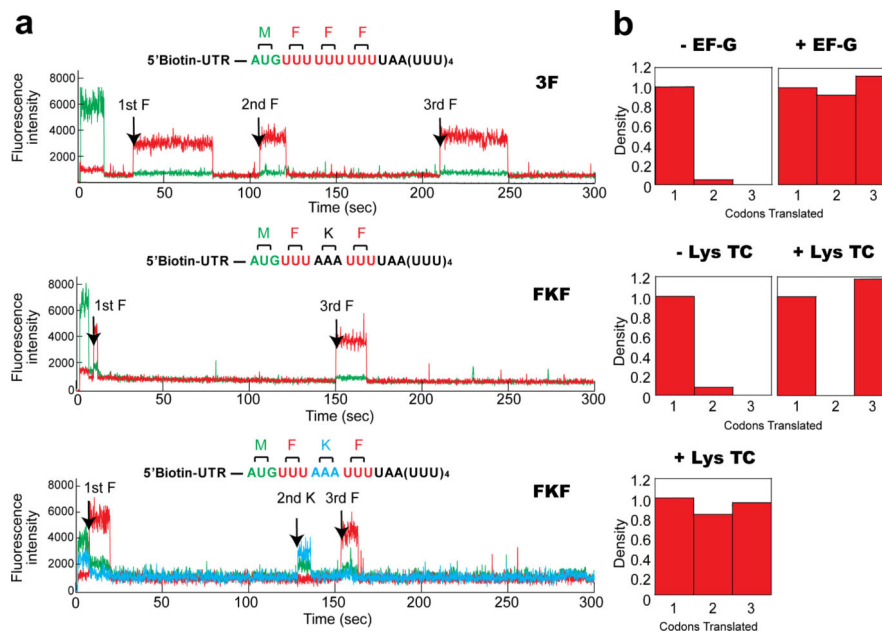 a
M F F F
5'Biotin-UTR — AUGUUUUUUUUUUAA(UUU)4
3F
Fluorescence
intensity
8000
6000
4000
2000
1st F
2nd F
3rd F
0 50 100 150 200 250 300
Time (sec)
M F K F
5'Biotin-UTR — AUGUUUAAAUUUUAA(UUU)4
FKF
Fluorescence
intensity
8000
6000
4000
2000
0
1st F
3rd F
50 100 150 200 250 300
Time (sec)
M F K F
5'Biotin-UTR — AUGUUUAAAUUUUAA(UUU)4
FKF
Fluorescence
intensity
8000
6000
4000
2000
0
1st F
2nd K
3rd F
50 100 150 200 250 300
Time (sec)
b
- EF-G
+ EF-G
Density
1.0
0.8
0.6
0.4
0.2
0
1 2 3
1 2 3
Codons Translated
- Lys TC
+ Lys TC
Density
1.2
1.0
0.8
0.6
0.4
0.2
0
1 2 3
1 2 3
Codons Translated
+ Lys TC
Density
1.2
1.0
0.8
0.6
0.4
0.2
0
1 2 3
Codons Translated